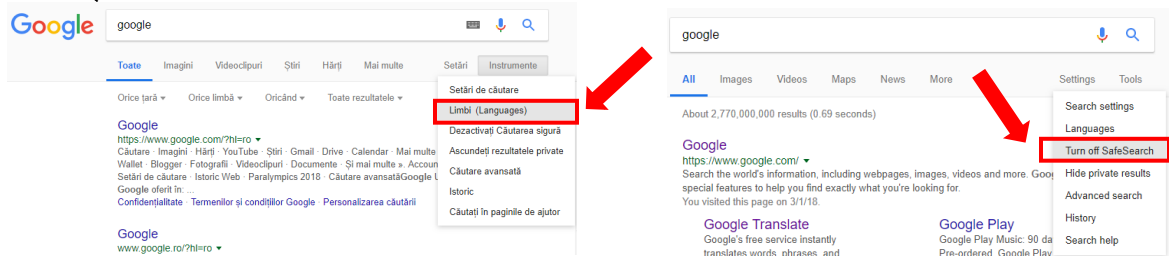 Google
google
Toate Imagini Videoclipuri Știri Hărți Mai multe Setări Instrumente
Orice țară Orice limbă Oricând Toate rezultatele
Google
https://www.google.com/?hl=ro
Căutare · Imagini · Hărți · YouTube · Știri · Gmail · Drive · Calendar · Mai multe
Wallet · Blogger · Fotografii · Videoclipuri · Documente · Și mai multe ». Accoun
Setări de căutare · Istoric Web · Paralympics 2018 · Căutare avansatăGoogle
Google oferit în: ...
Confidențialitate · Termenilor și condițiilor Google · Personalizarea căutării
Google
www.google.ro/?hl=ro
Setări de căutare
Limbi (Languages)
Dezactivați Căutarea sigură
Ascundeți rezultatele private
Căutare avansată
Istoric
Căutați în paginile de ajutor
google
All Images Videos Maps News More Settings Tools
About 2,770,000,000 results (0.69 seconds)
Google
https://www.google.com/
Search the world's information, including webpages, images, videos and more. Goog
special features to help you find exactly what you're looking for.
You visited this page on 3/1/18.
Google Translate
Google's free service instantly
translates words, phrases, and
Google Play
Google Play Music: 90 da
Pre-ordered. Google Play
Search settings
Languages
Turn off SafeSearch
Hide private results
Advanced search
History
Search help